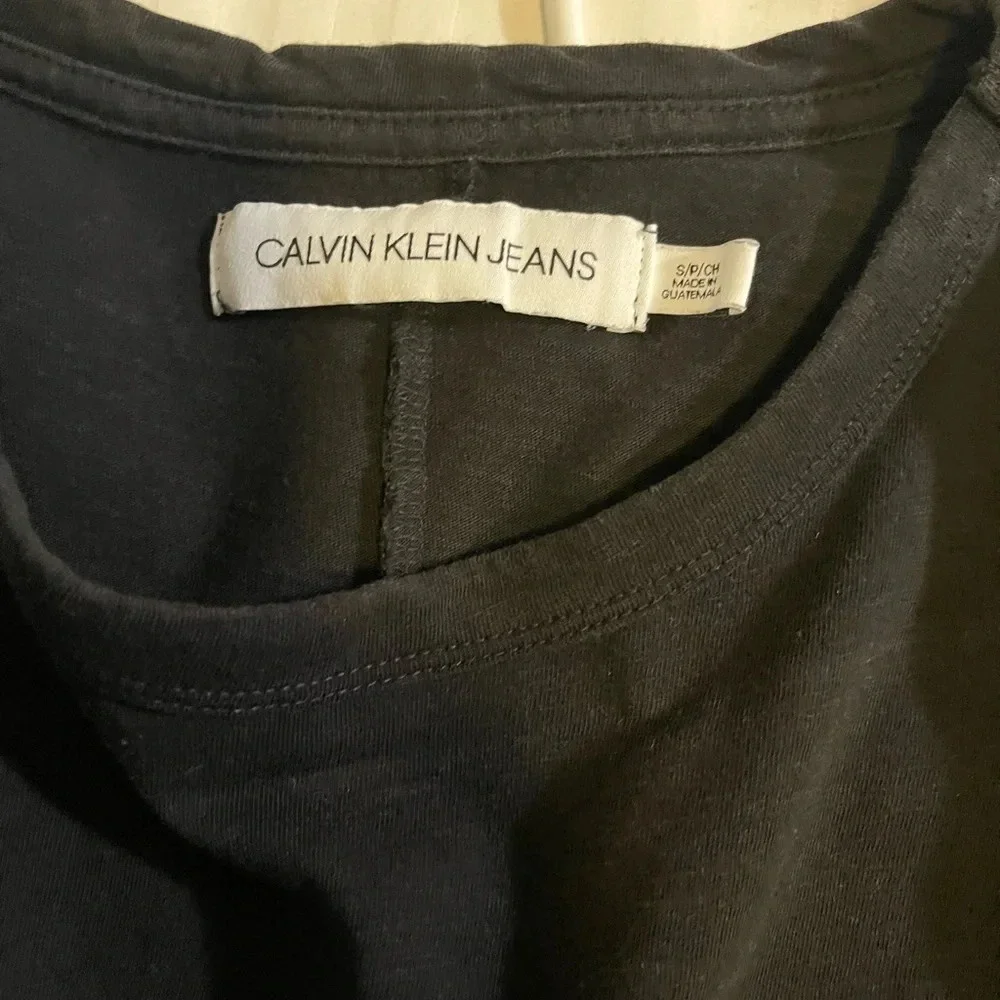 CALVIN KLEIN JEANS
S/P/CH
MADE IN
GUATEMALA